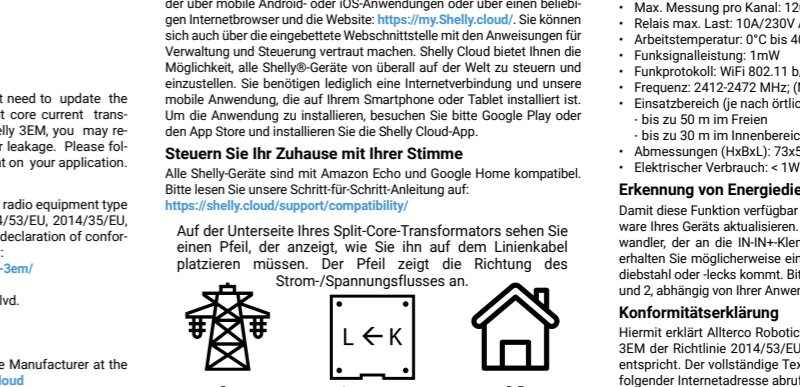 t need to update the
t core current trans-
elly 3EM, you may re-
r leakage. Please fol-
nt on your application.
radio equipment type
4/53/EU, 2014/35/EU,
declaration of confor-
:
-3em/
lvd.
e Manufacturer at the
loud
der über mobile Android- oder iOS-Anwendungen oder über einen beliebi-
gen Internetbrowser und die Website: https://my.Shelly.cloud/. Sie können
sich auch über die eingebettete Webschnittstelle mit den Anweisungen für
Verwaltung und Steuerung vertraut machen. Shelly Cloud bietet Ihnen die
Möglichkeit, alle Shelly®-Geräte von überall auf der Welt zu steuern und
einzustellen. Sie benötigen lediglich eine Internetverbindung und unsere
mobile Anwendung, die auf Ihrem Smartphone oder Tablet installiert ist.
Um die Anwendung zu installieren, besuchen Sie bitte Google Play oder
den App Store und installieren Sie die Shelly Cloud-App.
Steuern Sie Ihr Zuhause mit Ihrer Stimme
Alle Shelly-Geräte sind mit Amazon Echo und Google Home kompatibel.
Bitte lesen Sie unsere Schritt-für-Schritt-Anleitung auf:
https://shelly.cloud/support/compatibility/
Auf der Unterseite Ihres Split-Core-Transformators sehen Sie
einen Pfeil, der anzeigt, wie Sie ihn auf dem Linienkabel
platzieren müssen. Der Pfeil zeigt die Richtung des
Strom-/Spannungsflusses an.
L ← K
• Max. Messung pro Kanal: 120
• Relais max. Last: 10A/230V A
• Arbeitstemperatur: 0°C bis 40
• Funksignalleistung: 1mW
• Funkprotokoll: WiFi 802.11 b/
• Frequenz: 2412-2472 MHz; (M
• Einsatzbereich (je nach örtlic
- bis zu 50 m im Freien
- bis zu 30 m im Innenbereich
• Abmessungen (HxBxL): 73x5
• Elektrischer Verbrauch: < 1W
Erkennung von Energiedie
Damit diese Funktion verfügbar
ware Ihres Geräts aktualisieren.
wandler, der an die IN-IN+-Klem
erhalten Sie möglicherweise ein
diebstahl oder -lecks kommt. Bit
und 2, abhängig von Ihrer Anwen
Konformitätserklärung
Hiermit erklärt Allterco Robotic
3EM der Richtlinie 2014/53/EU
entspricht. Der vollständige Tex
folgender Internetadresse abruf